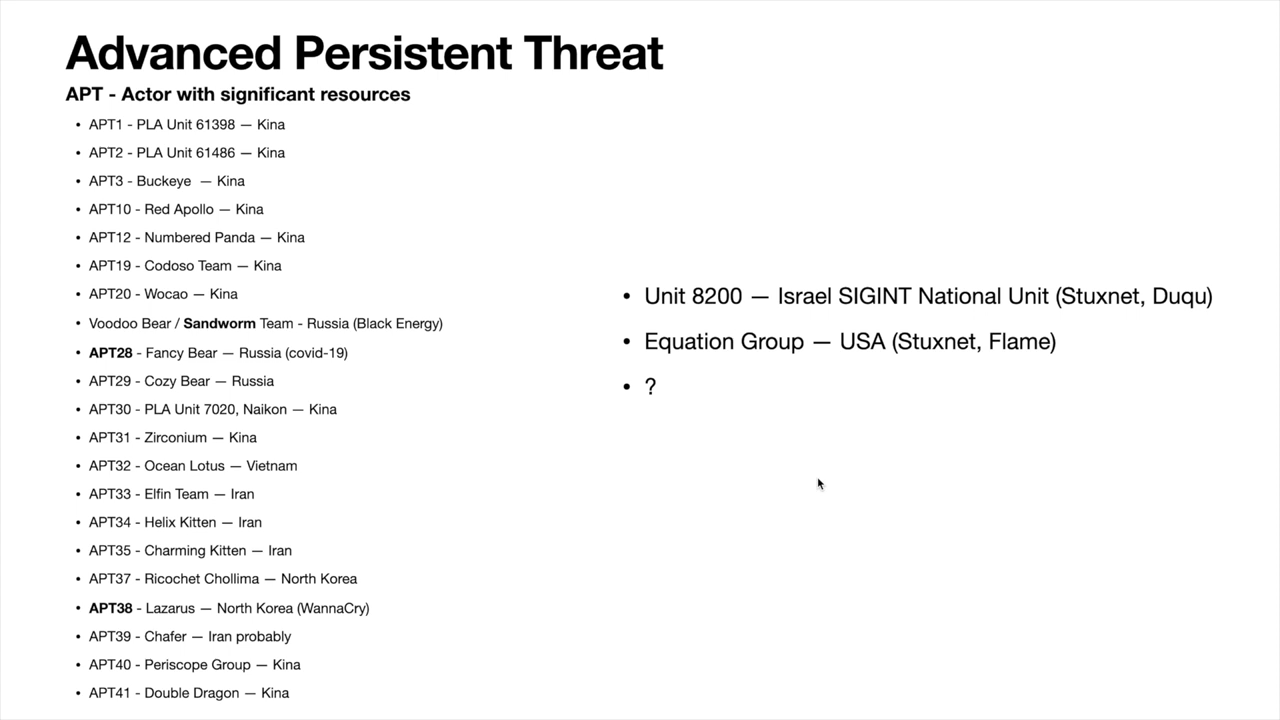 Advanced Persistent Threat
APT - Actor with significant resources
• APT1 - PLA Unit 61398 — Kina
• APT2 - PLA Unit 61486 — Kina
• APT3 - Buckeye — Kina
• APT10 - Red Apollo — Kina
• APT12 - Numbered Panda — Kina
• APT19 - Codoso Team — Kina
• APT20 - Wocao — Kina
• Voodoo Bear / Sandworm Team - Russia (Black Energy)
• APT28 - Fancy Bear — Russia (covid-19)
• APT29 - Cozy Bear — Russia
• APT30 - PLA Unit 7020, Naikon — Kina
• APT31 - Zirconium — Kina
• APT32 - Ocean Lotus — Vietnam
• APT33 - Elfin Team — Iran
• APT34 - Helix Kitten — Iran
• APT35 - Charming Kitten — Iran
• APT37 - Ricochet Chollima — North Korea
• APT38 - Lazarus — North Korea (WannaCry)
• APT39 - Chafer — Iran probably
• APT40 - Periscope Group — Kina
• APT41 - Double Dragon — Kina
• Unit 8200 — Israel SIGINT National Unit (Stuxnet, Duqu)
• Equation Group — USA (Stuxnet, Flame)
• ?